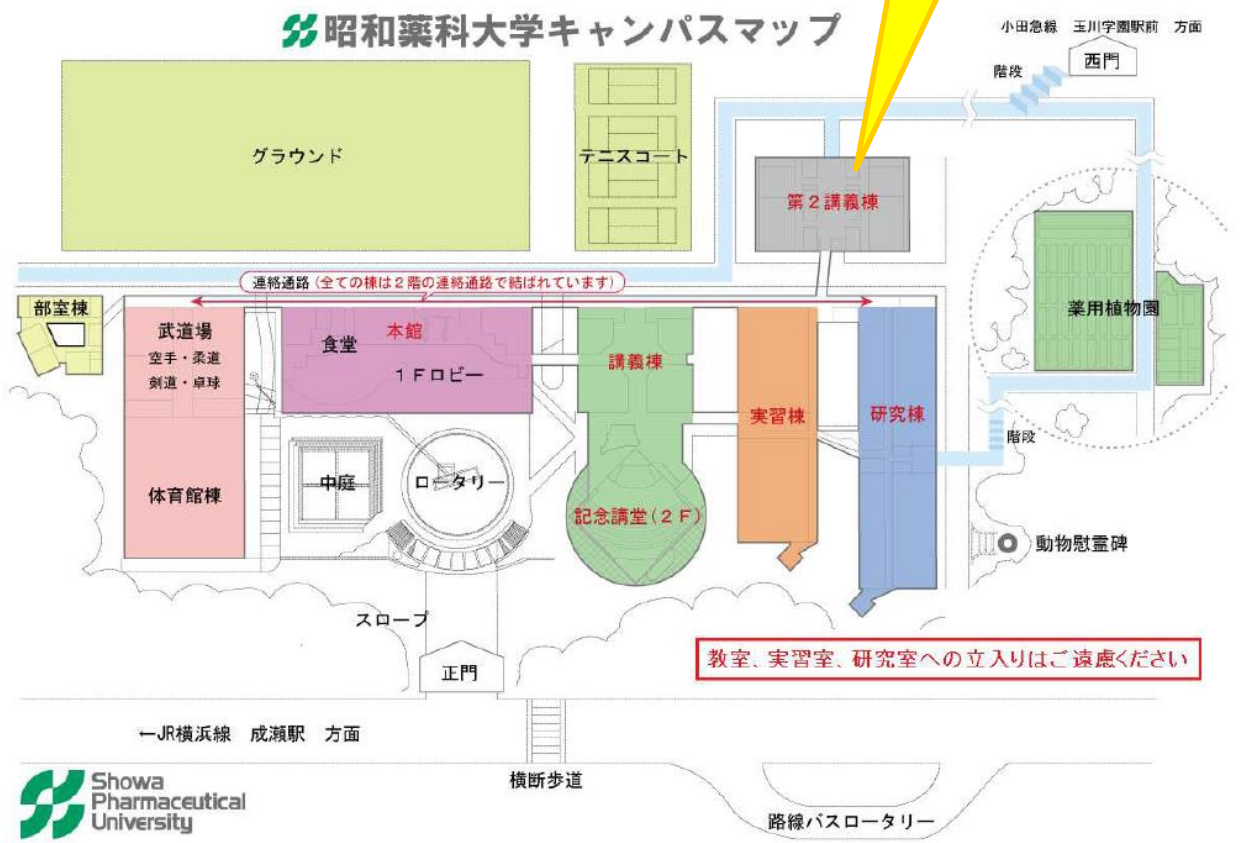 昭和薬科大学キャンパスマップ
小田急線 玉川学園駅前 方面
西門
階段
グラウンド
テニスコート
第2講義棟
連絡通路(全ての棟は2階の連絡通路で結ばれています)
部室棟
武道場
空手・柔道
剣道・卓球
本館
食堂
1Fロビー
講義棟
実習棟
研究棟
薬用植物園
階段
体育館棟
中庭
ロータリー
記念講堂(2F)
動物慰霊碑
スロープ
正門
教室、実習室、研究室への立入りはご遠慮ください
←JR横浜線 成瀬駅 方面
横断歩道
路線バスロータリー
Showa
Pharmaceutical
University